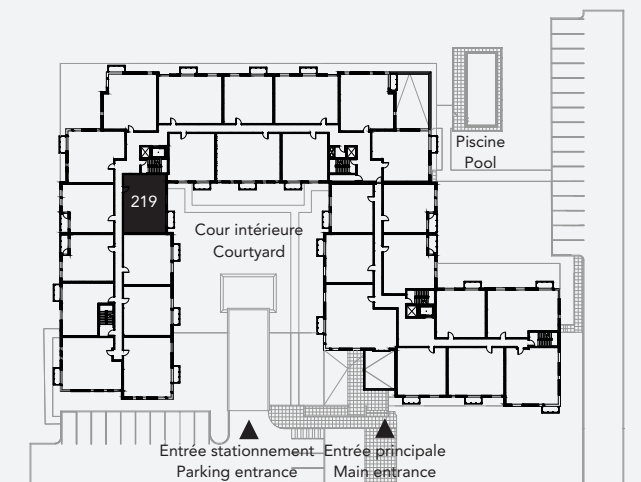 Piscine
Pool
219
Cour intérieure
Courtyard
Entrée stationnement
Parking entrance
Entrée principale
Main entrance